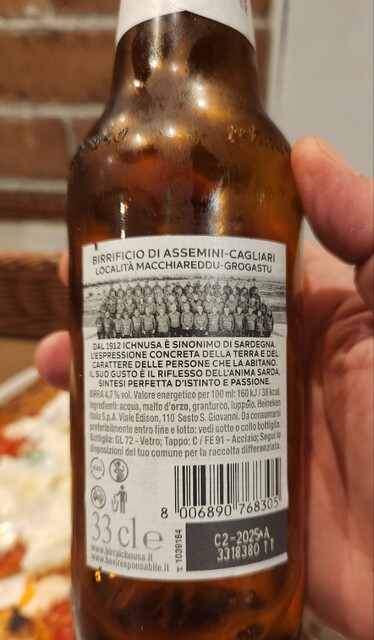 BIRRIFICIO DI ASSEMINI-CAGLIARI
LOCALITÀ MACCHIAREDDU-GROGASTU
DAL 1912 ICHNUSA È SINONIMO DI SARDEGNA.
L'ESPRESSIONE CONCRETA DELLA TERRA E DEL
CARATTERE DELLE PERSONE CHE LA ABITANO.
IL SUO GUSTO È IL RIFLESSO DELL'ANIMA SARDA,
SINTESI PERFETTA D'ISTINTO E PASSIONE.
BIRRA 4,7 % vol. Valore energetico per 100 ml: 160 kJ / 38 kcal.
Ingredienti: acqua, malto d'orzo, granturco, luppolo. Heineken
Italia S.p.A. Viale Edison, 110 Sesto S. Giovanni. Da consumarsi
preferibilmente entro fine e lotto: vedi sotto o collo bottiglia.
Bottiglia: GL 72 - Vetro; Tappo: C / FE 91 - Acciaio; Segui le
disposizioni del tuo comune per la raccolta differenziata.
8 006890 768305
33 cl e
www.birraichnusa.it
www.beviresponsabile.it
H 1039184
C2-2025*A
3318380 TT